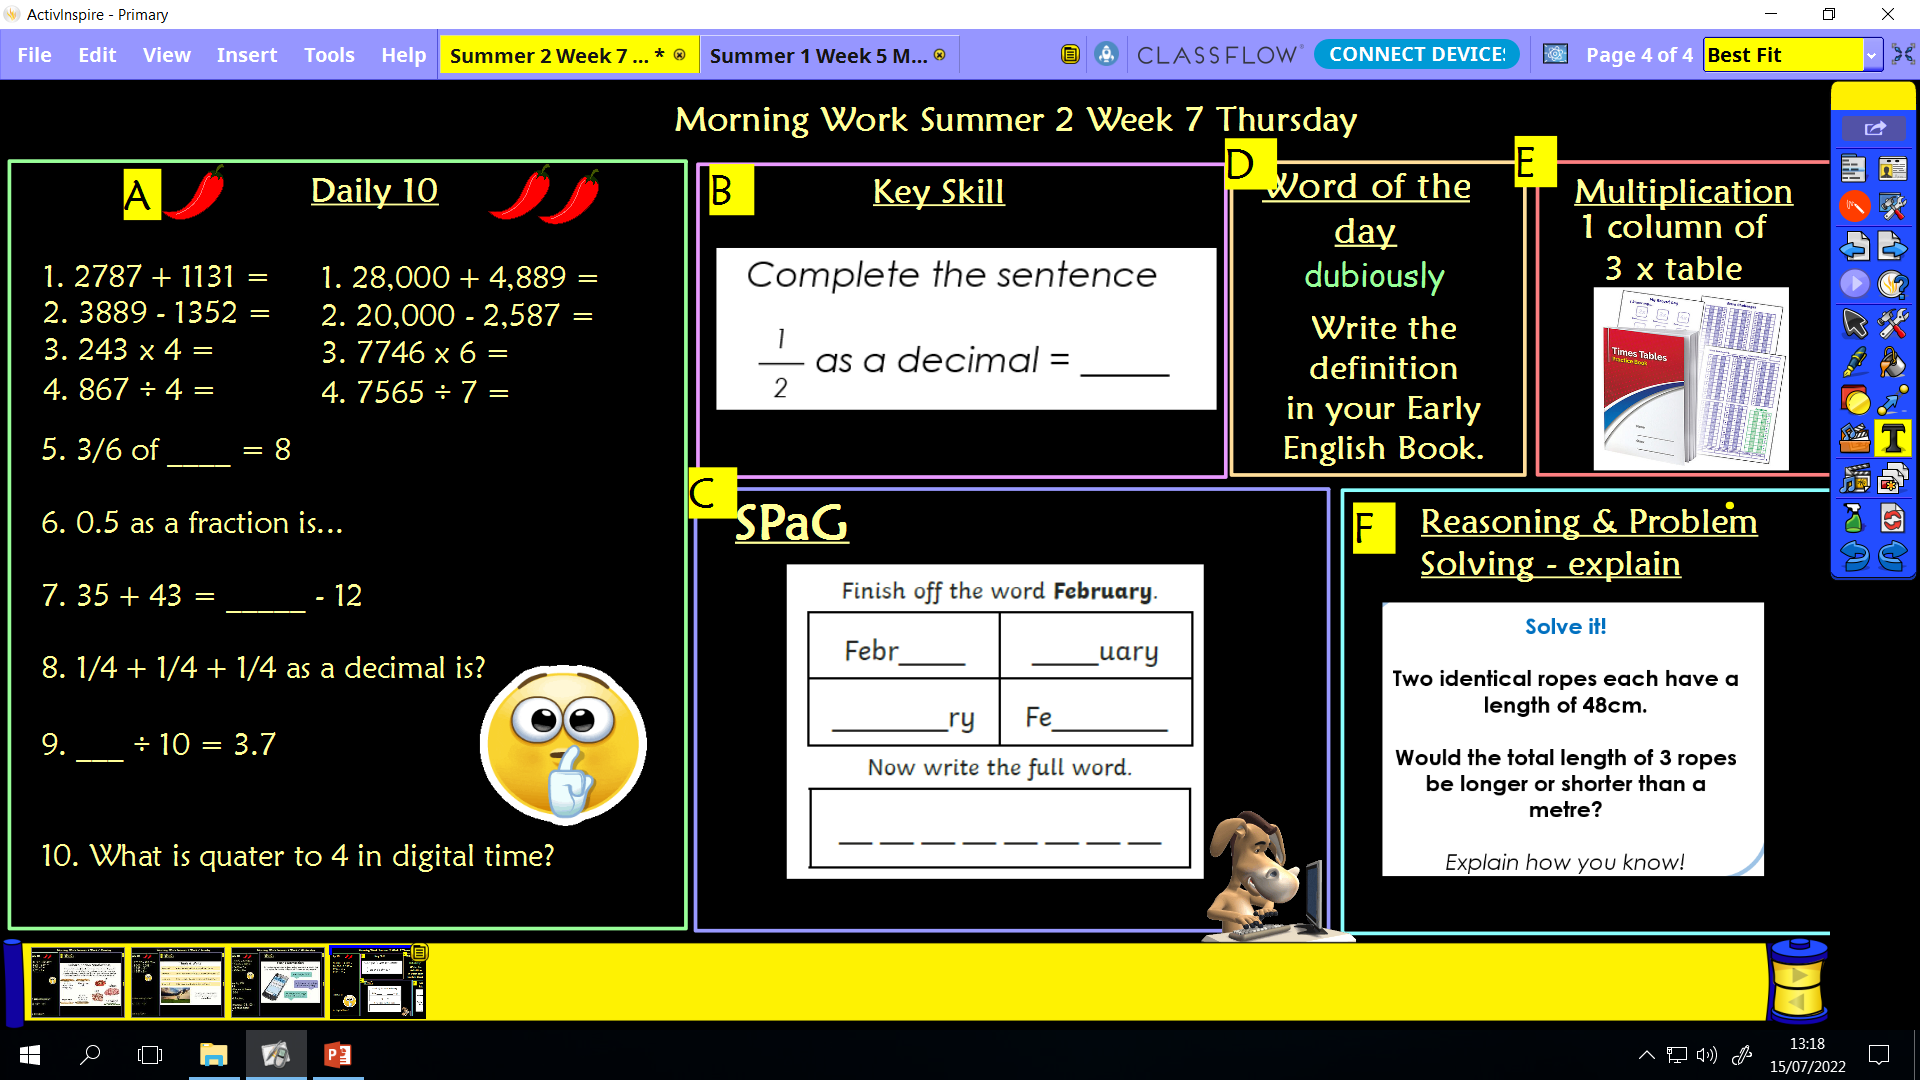 ActivInspire - Primary
File Edit View Insert Tools Help
Summer 2 Week 7 ... *
Summer 1 Week 5 M...
CLASSFLOW
CONNECT DEVICES
Page 4 of 4
Best Fit
Morning Work Summer 2 Week 7 Thursday
A
Daily 10
1. 2787 + 1131 =
2. 3889 - 1352 =
3. 243 x 4 =
4. 867 ÷ 4 =
1. 28,000 + 4,889 =
2. 20,000 - 2,587 =
3. 7746 x 6 =
4. 7565 ÷ 7 =
5. 3/6 of ____ = 8
6. 0.5 as a fraction is...
7. 35 + 43 = _____ - 12
8. 1/4 + 1/4 + 1/4 as a decimal is?
9. ___ ÷ 10 = 3.7
10. What is quater to 4 in digital time?
B
Key Skill
Complete the sentence
1/2 as a decimal = ____
C
SPaG
Finish off the word February.
Febr_____ _____uary
_________ry Fe_________
Now write the full word.
_ _ _ _ _ _ _ _
D
Word of the
day
dubiously
Write the
definition
in your Early
English Book.
E
Multiplication
1 column of
3 x table
Times Tables
Practice Book
F
Reasoning & Problem
Solving - explain
Solve it!
Two identical ropes each have a
length of 48cm.
Would the total length of 3 ropes
be longer or shorter than a
metre?
Explain how you know!
13:18
15/07/2022